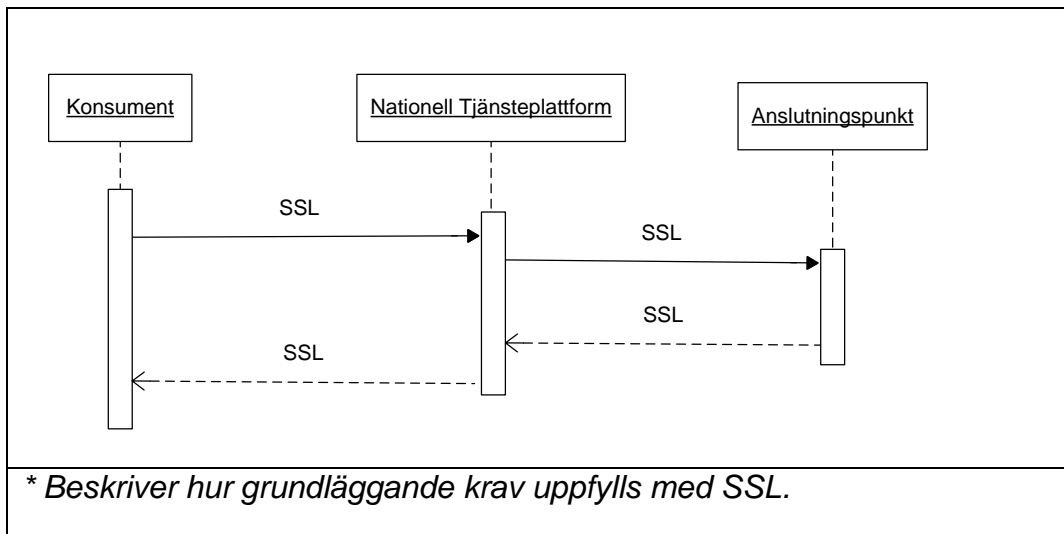 Konsument
Nationell Tjänsteplattform
Anslutningspunkt
SSL
SSL
SSL
SSL
* Beskriver hur grundläggande krav uppfylls med SSL.